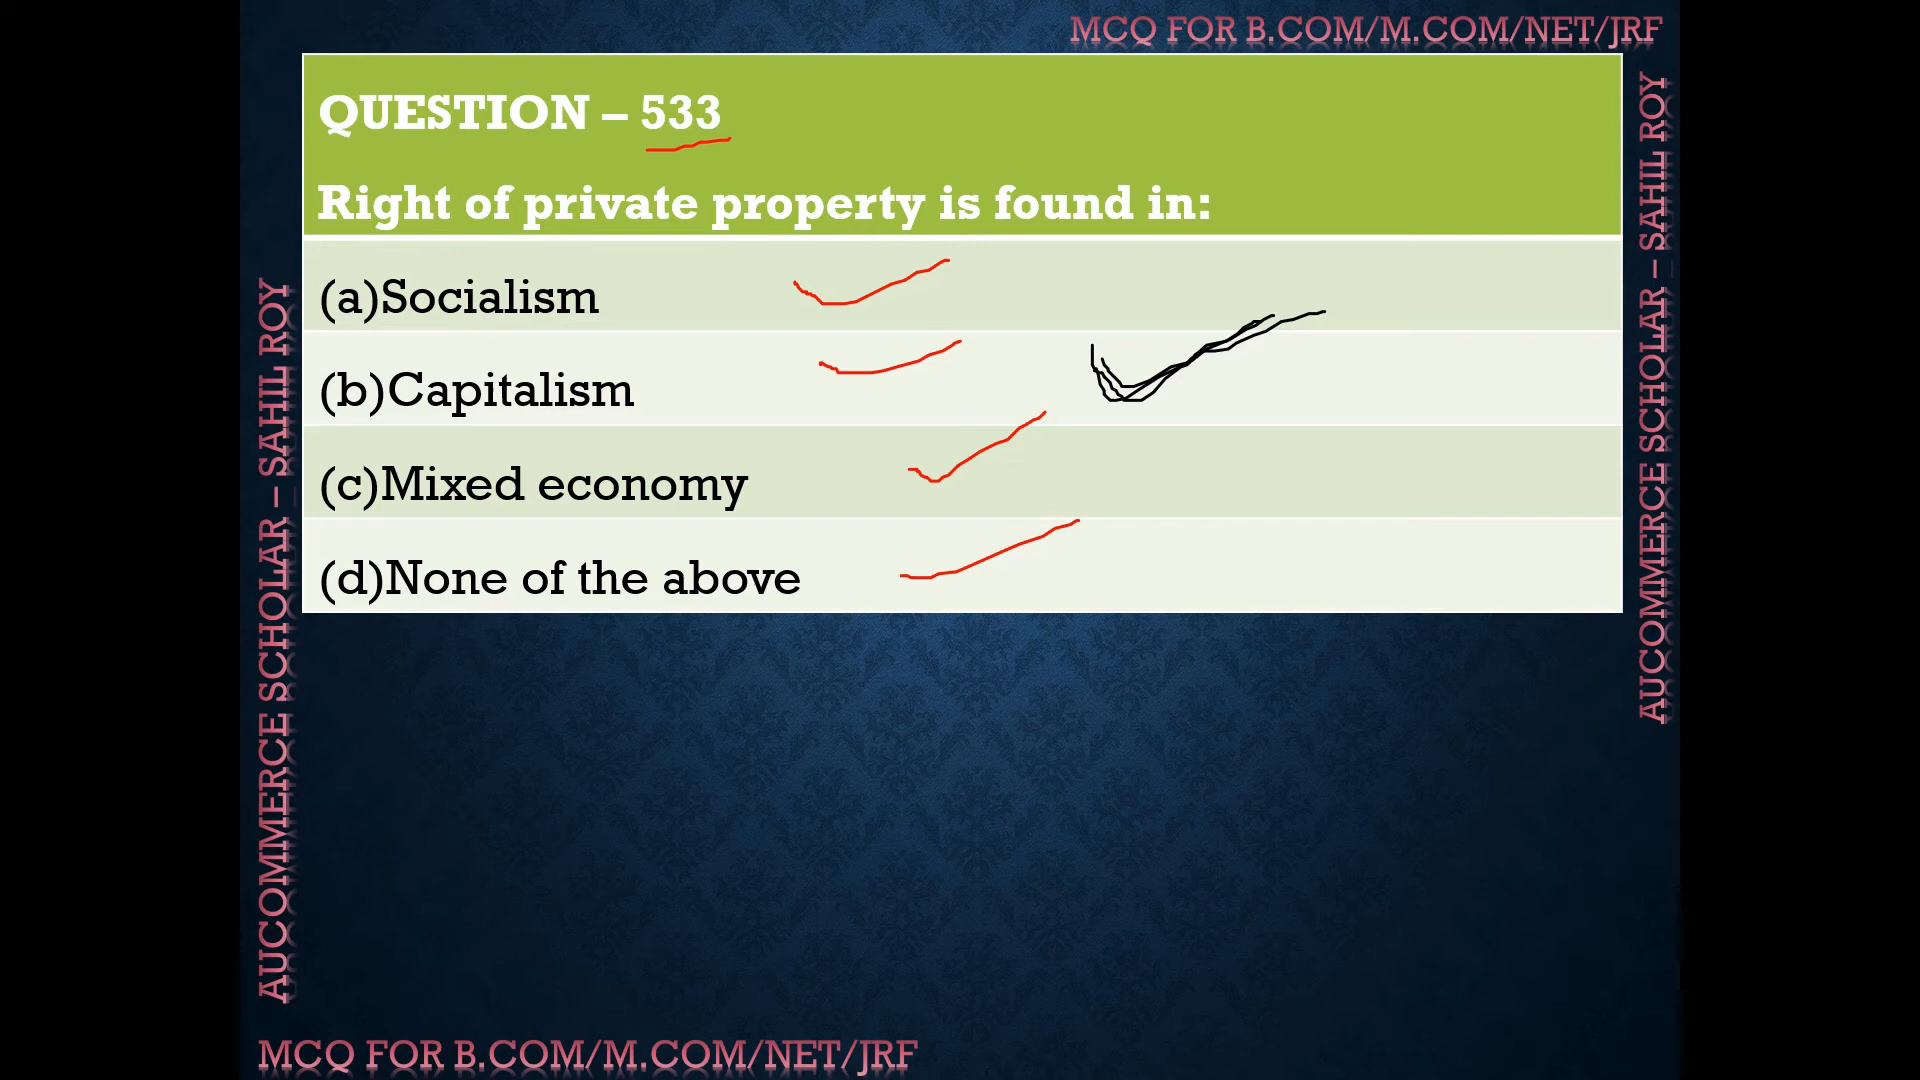 MCQ FOR B.COM/M.COM/NET/JRF
QUESTION – 533
Right of private property is found in:
(a)Socialism
(b)Capitalism
(c)Mixed economy
(d)None of the above
AUCOMMERCE SCHOLAR – SAHIL ROY
AUCOMMERCE SCHOLAR – SAHIL ROY
MCQ FOR B.COM/M.COM/NET/JRF